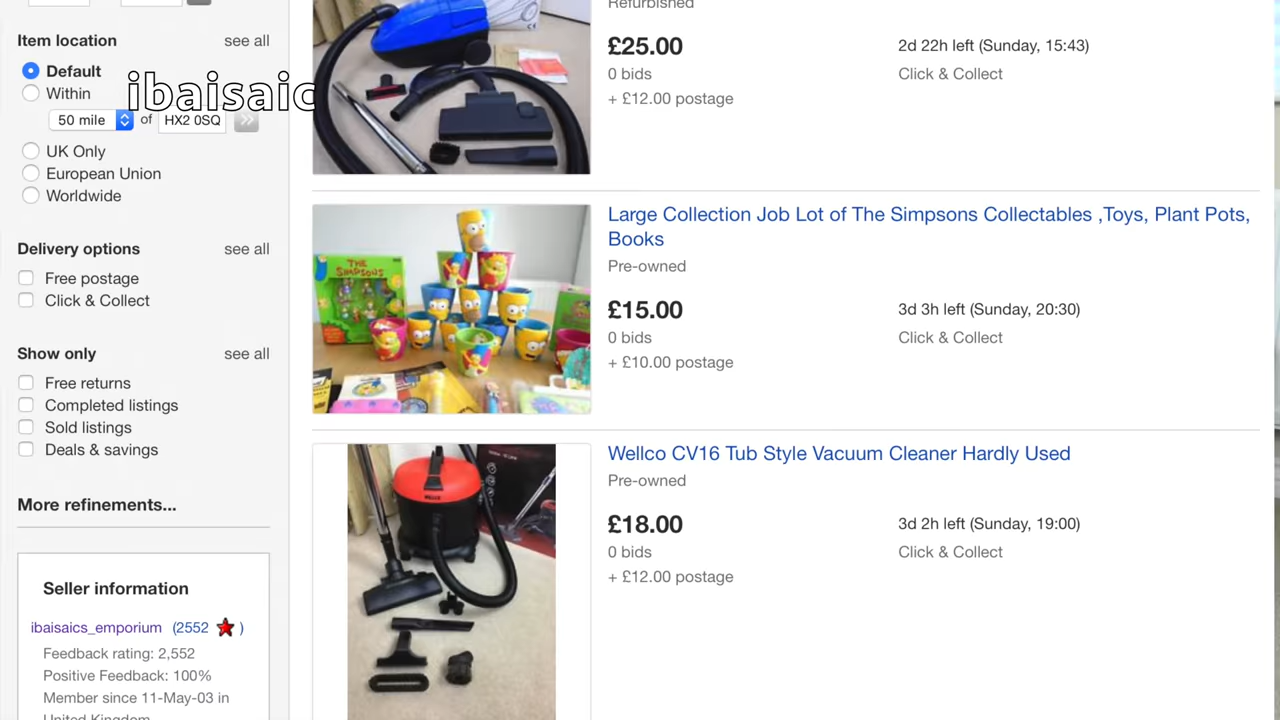 Item location see all
Default
Within
ibaisaic
50 mile of HX2 0SQ
UK Only
European Union
Worldwide
Delivery options see all
Free postage
Click & Collect
Show only see all
Free returns
Completed listings
Sold listings
Deals & savings
More refinements...
Seller information
ibaisaics_emporium (2552 )
Feedback rating: 2,552
Positive Feedback: 100%
Member since 11-May-03 in
United Kingdom
Refurbished
£25.00 2d 22h left (Sunday, 15:43)
0 bids Click & Collect
+ £12.00 postage
Large Collection Job Lot of The Simpsons Collectables ,Toys, Plant Pots,
Books
Pre-owned
£15.00 3d 3h left (Sunday, 20:30)
0 bids Click & Collect
+ £10.00 postage
THE
SIMPSONS
Wellco CV16 Tub Style Vacuum Cleaner Hardly Used
Pre-owned
£18.00 3d 2h left (Sunday, 19:00)
0 bids Click & Collect
+ £12.00 postage
WELLCO